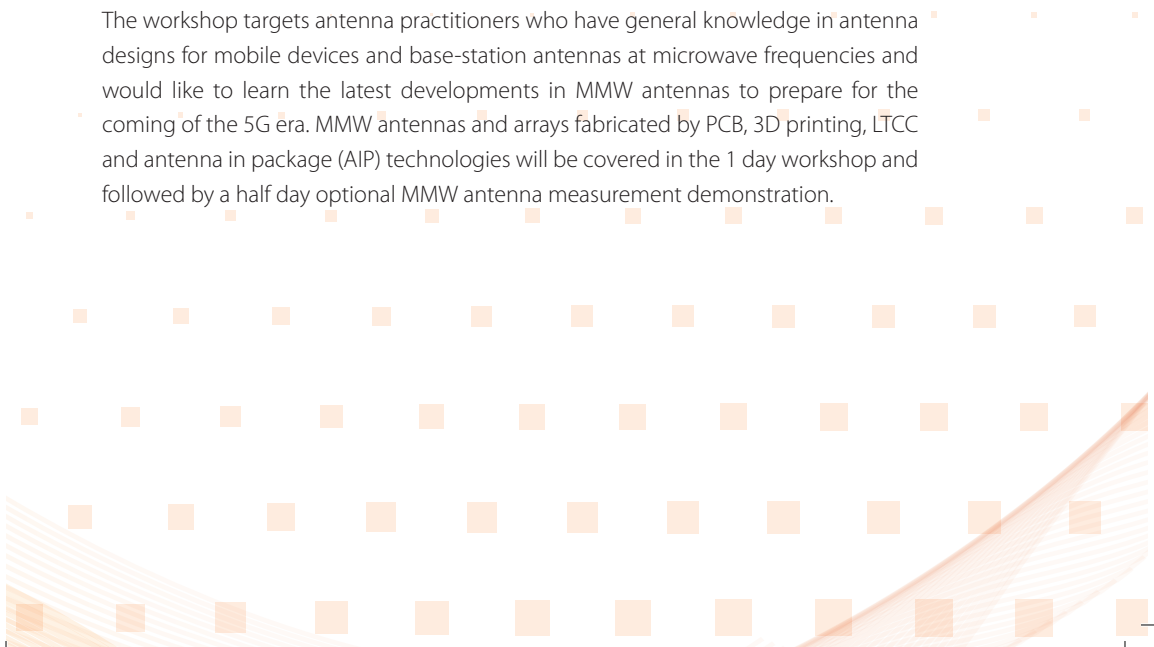 The workshop targets antenna practitioners who have general knowledge in antenna
designs for mobile devices and base-station antennas at microwave frequencies and
would like to learn the latest developments in MMW antennas to prepare for the
coming of the 5G era. MMW antennas and arrays fabricated by PCB, 3D printing, LTCC
and antenna in package (AIP) technologies will be covered in the 1 day workshop and
followed by a half day optional MMW antenna measurement demonstration.